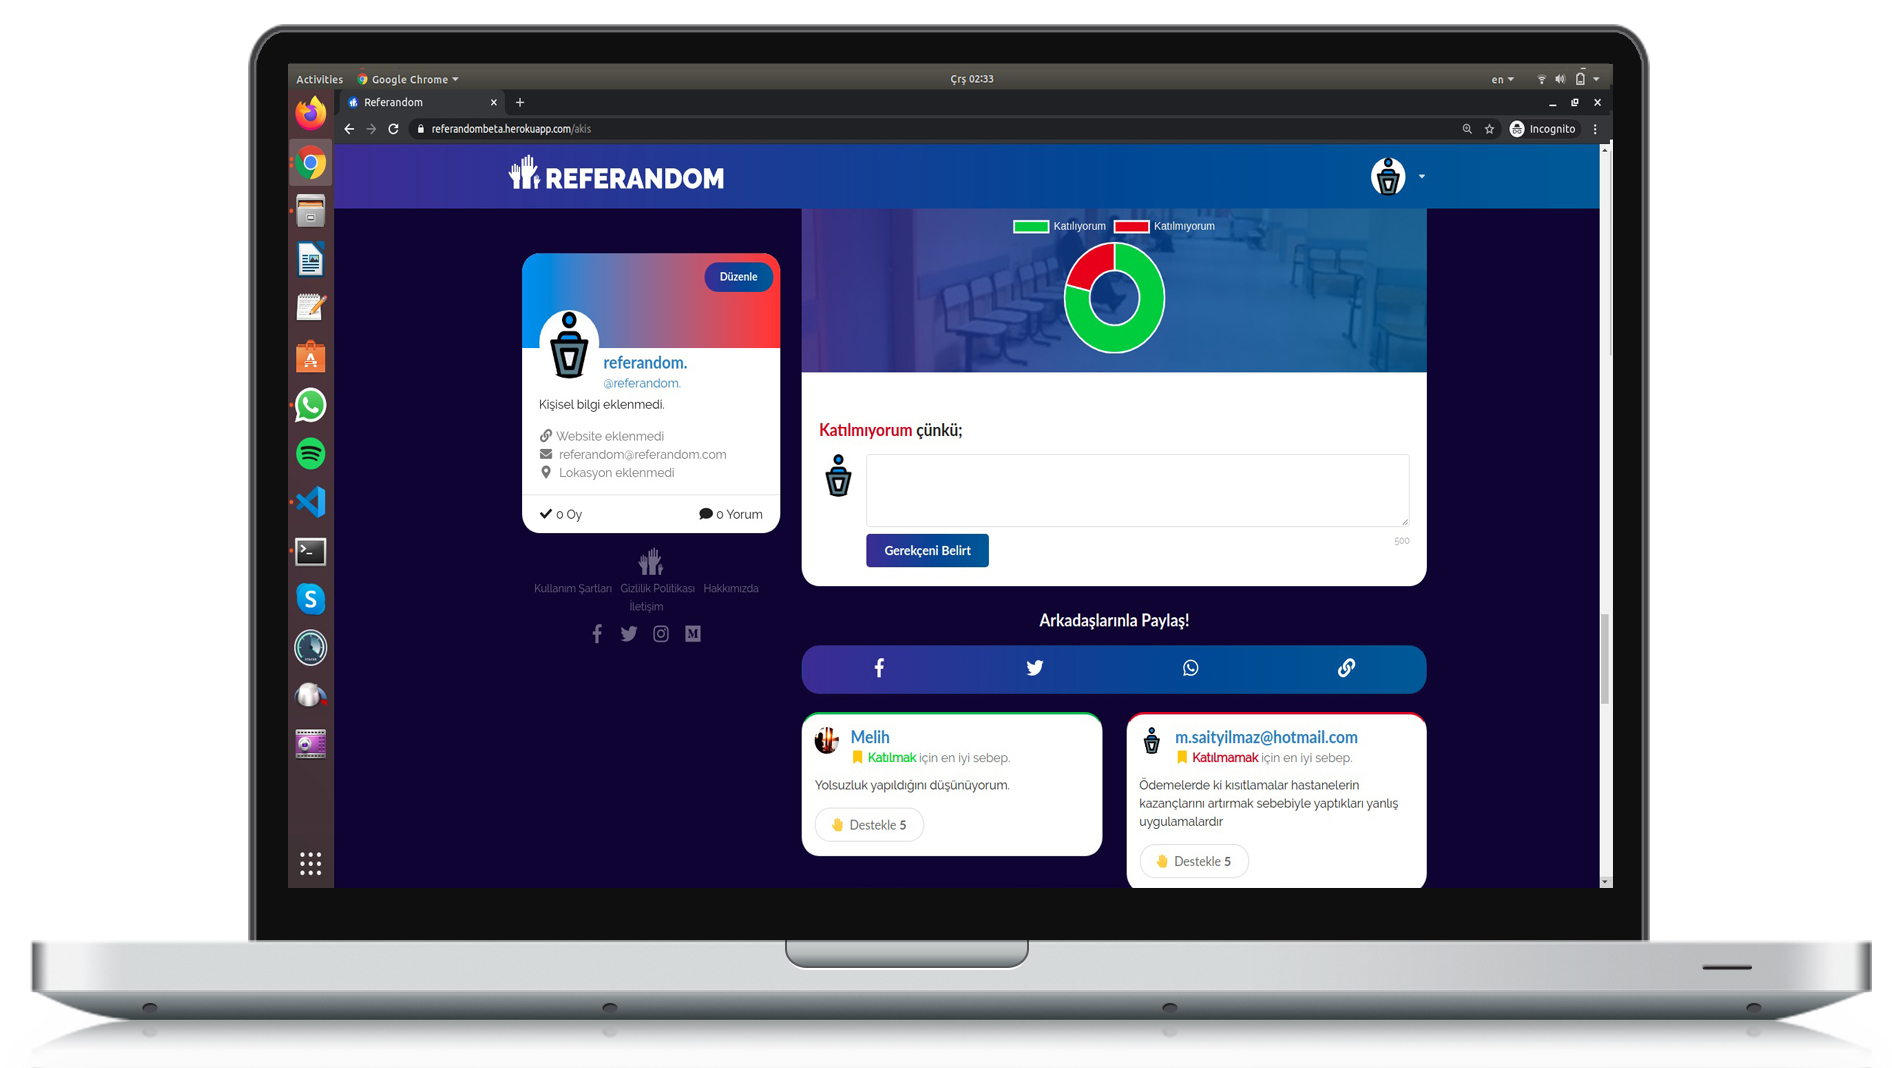 Activities
Google Chrome
Çrş 02:33
en
Referandom
referandombeta.herokuapp.com/akis
Incognito
REFERANDOM
Katılıyorum
Katılmıyorum
Düzenle
referandom.
@referandom.
Kişisel bilgi eklenmedi.
Website eklenmedi
referandom@referandom.com
Lokasyon eklenmedi
0 Oy
0 Yorum
Kullanım Şartları Gizlilik Politikası Hakkımızda
İletişim
Katılmıyorum çünkü;
500
Gerekçeni Belirt
Arkadaşlarınla Paylaş!
Melih
Katılmak için en iyi sebep.
Yolsuzluk yapıldığını düşünüyorum.
Destekle 5
m.saityilmaz@hotmail.com
Katılmamak için en iyi sebep.
Ödemelerde ki kısıtlamalar hastanelerin
kazançlarını artırmak sebebiyle yaptıkları yanlış
uygulamalardır
Destekle 5